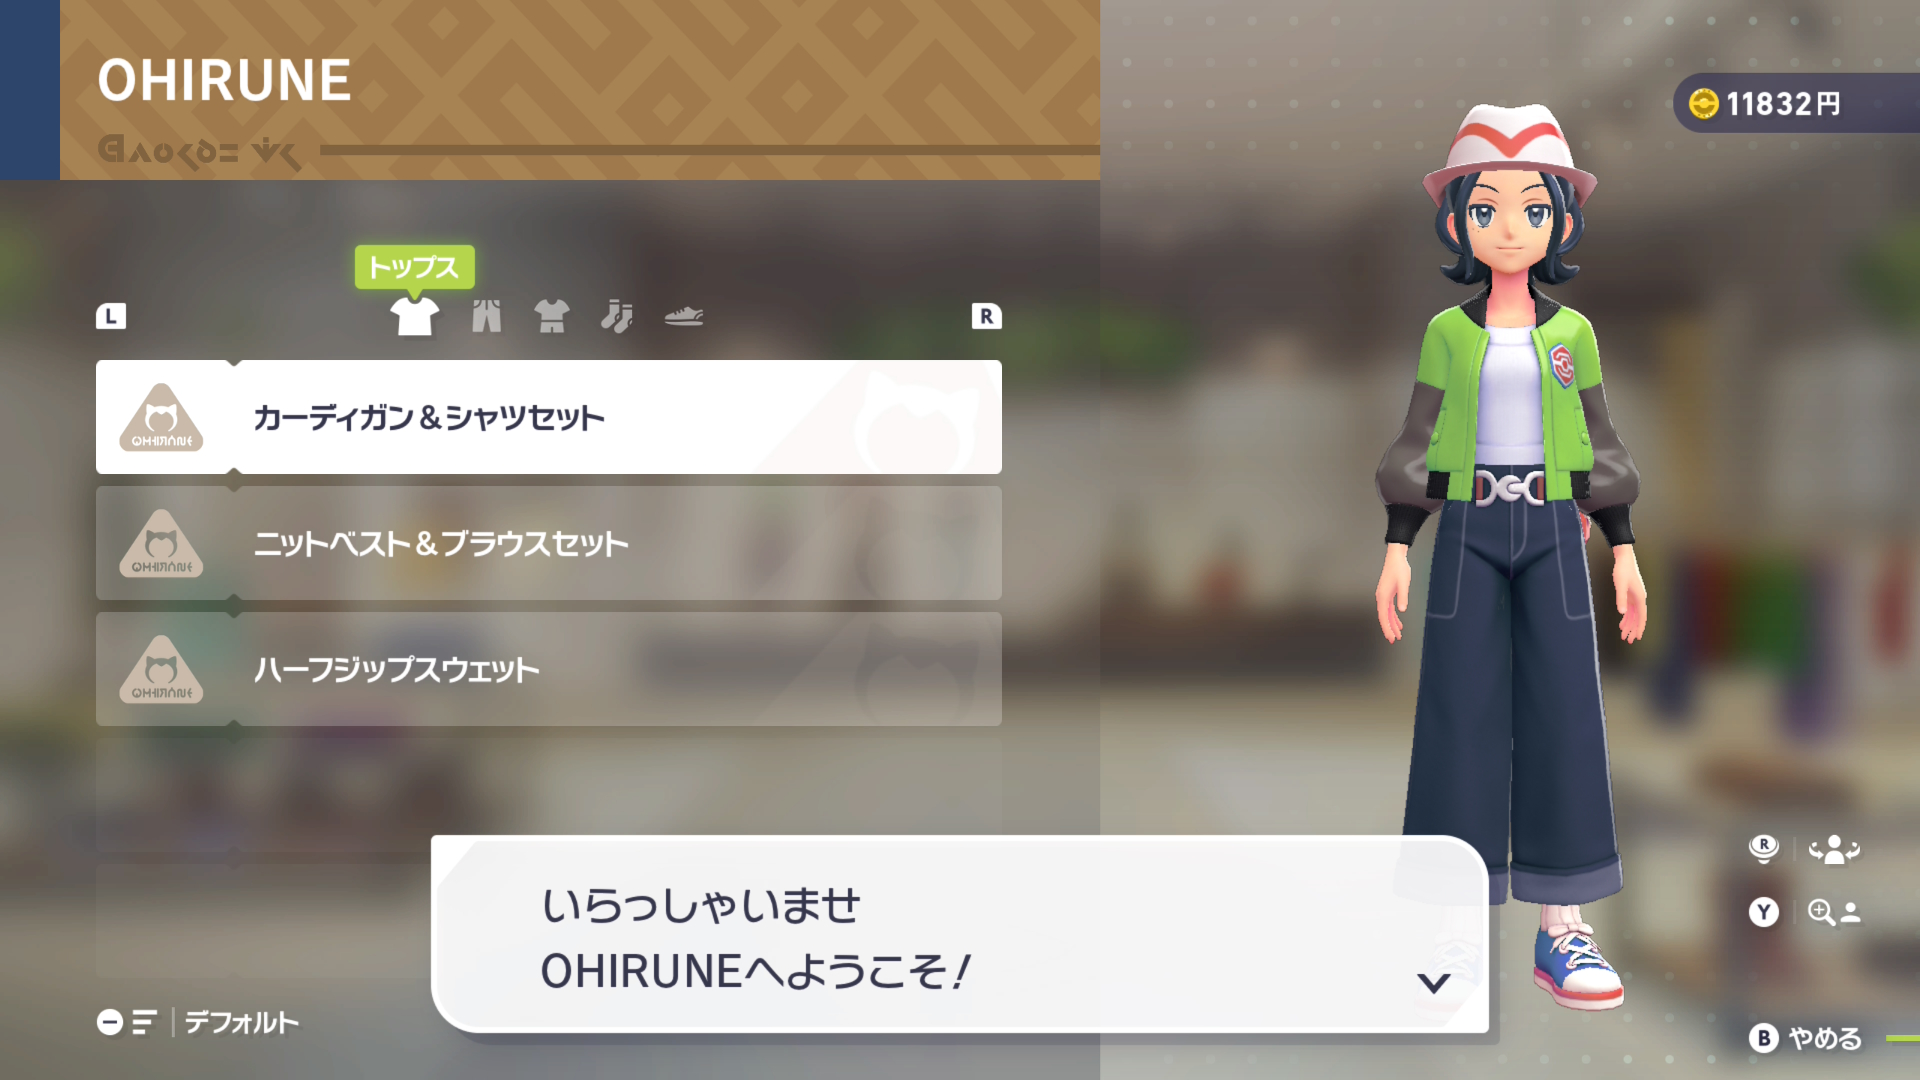 OHIRUNE
11832円
トップス
L
R
カーディガン&シャツセット
ニットベスト&ブラウスセット
ハーフジップスウェット
R
Y
いらっしゃいませ
OHIRUNEへようこそ!
デフォルト
B やめる